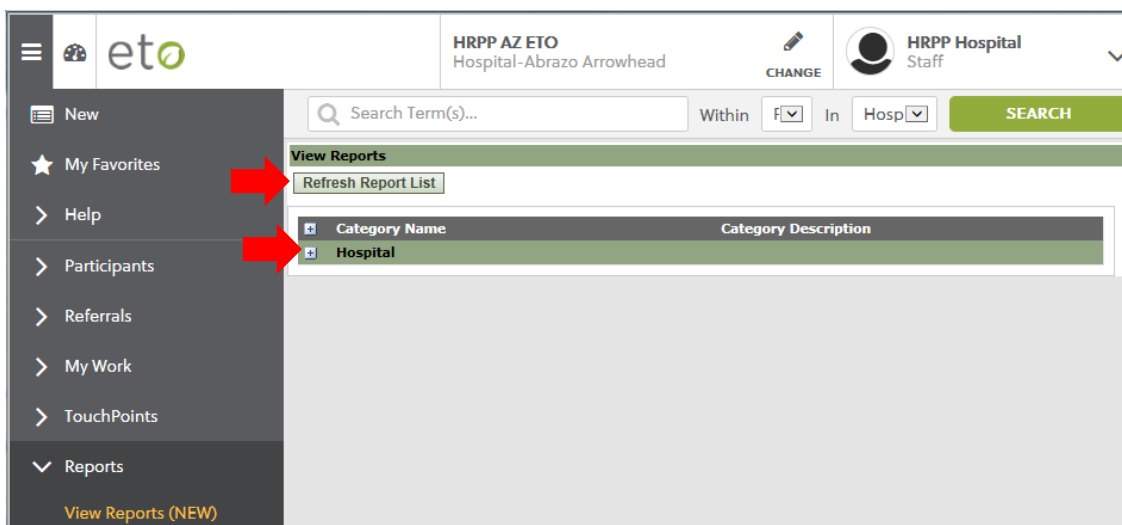 eto
HRPP AZ ETO
Hospital-Abrazo Arrowhead
CHANGE
HRPP Hospital
Staff
New
My Favorites
Help
Participants
Referrals
My Work
TouchPoints
Reports
View Reports (NEW)
Search Term(s)...
Within
In
Hosp
SEARCH
View Reports
Refresh Report List
Category Name Category Description
Hospital